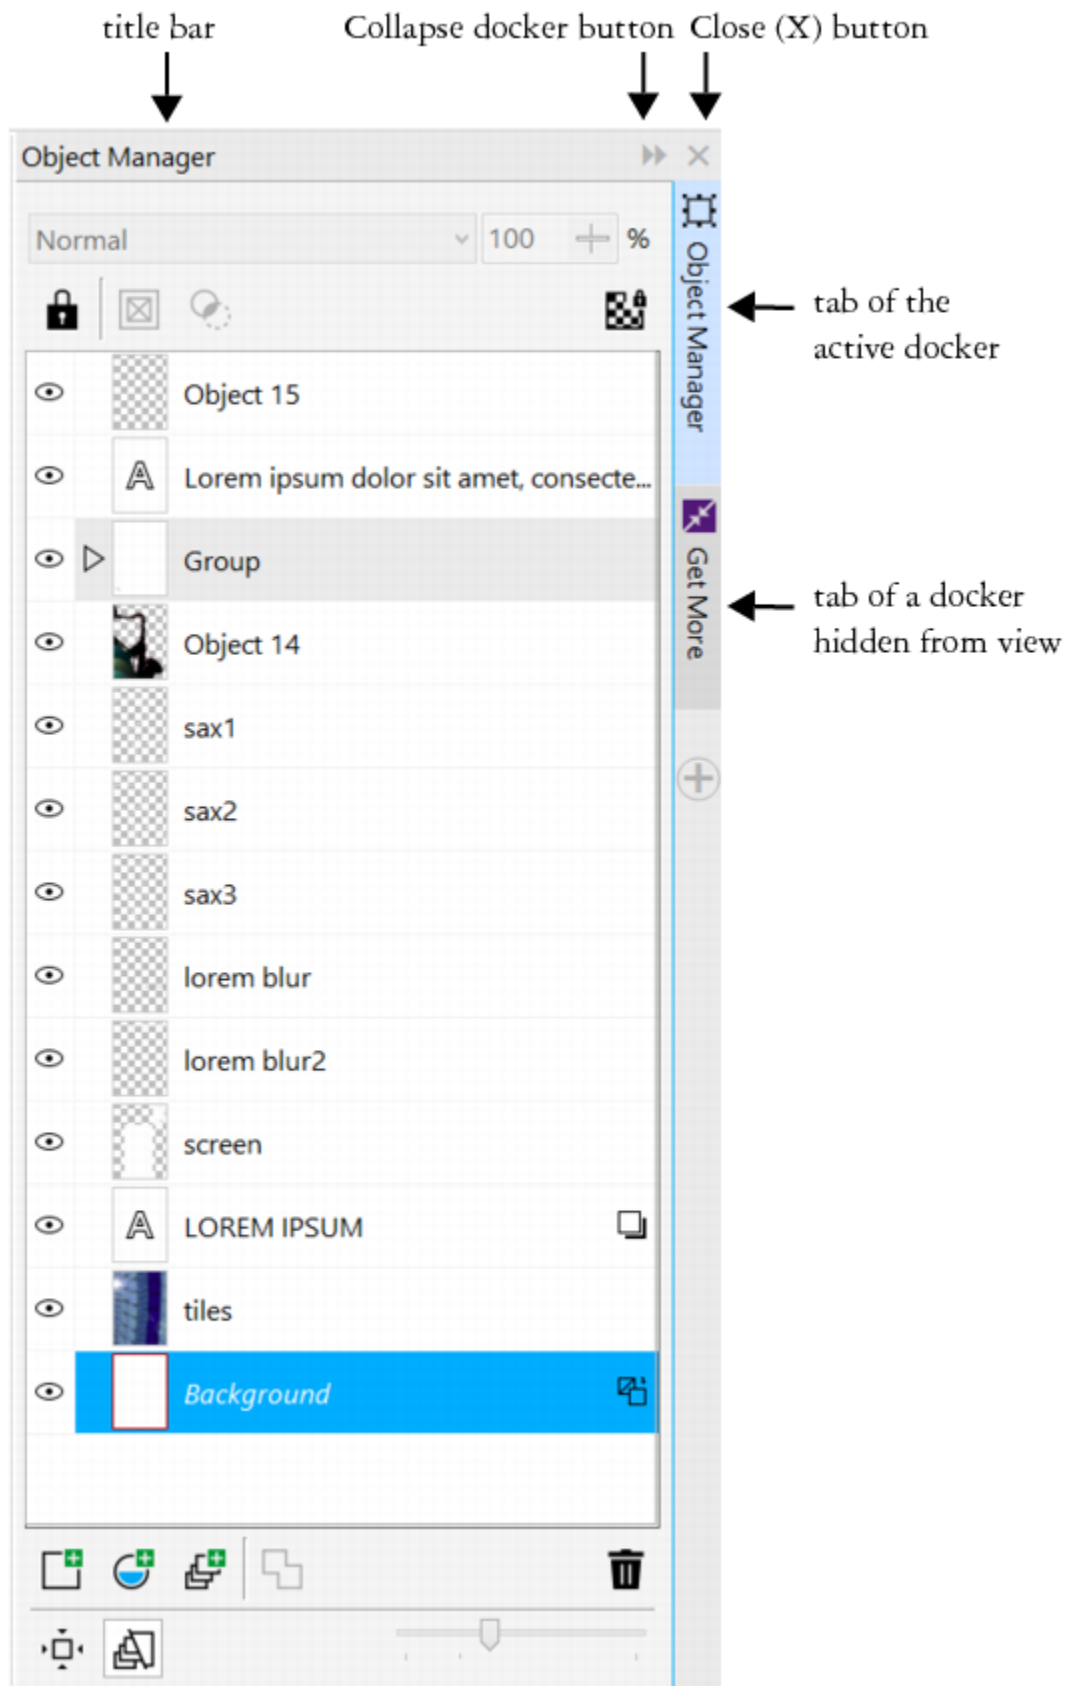 title bar
Collapse docker button
Close (X) button
Object Manager
Normal
100
%
Object Manager
tab of the
active docker
Object 15
Lorem ipsum dolor sit amet, consecte...
Group
Get More
tab of a docker
hidden from view
Object 14
sax1
sax2
sax3
lorem blur
lorem blur2
screen
LOREM IPSUM
tiles
Background